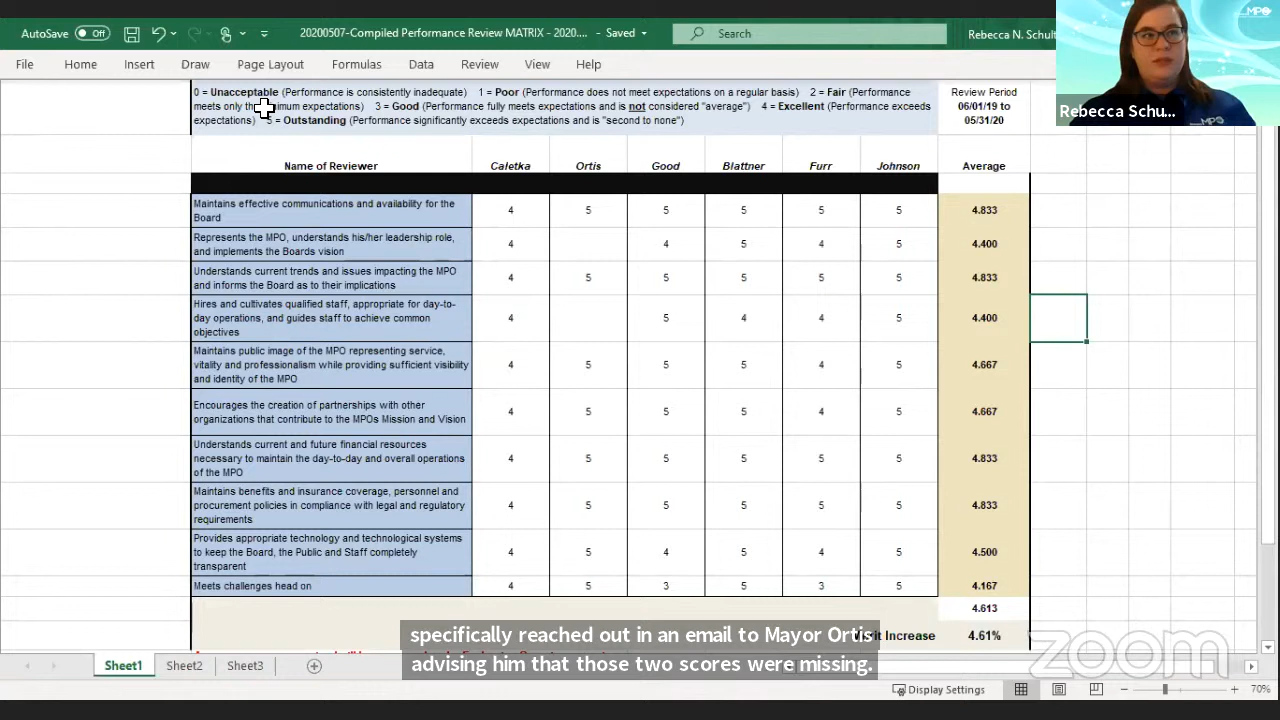 AutoSave Off 20200507-Compiled Performance Review MATRIX - 2020.... - Saved Search Rebecca N. Schult
File Home Insert Draw Page Layout Formulas Data Review View Help
MPO
Rebecca Schu...
0 = Unacceptable (Performance is consistently inadequate) 1 = Poor (Performance does not meet expectations on a regular basis) 2 = Fair (Performance
meets only the minimum expectations) 3 = Good (Performance fully meets expectations and is not considered "average") 4 = Excellent (Performance exceeds
expectations) 5 = Outstanding (Performance significantly exceeds expectations and is "second to none")
Review Period
06/01/19 to
05/31/20
Name of Reviewer Caletka Ortis Good Blattner Furr Johnson Average
Maintains effective communications and availability for the
Board
4 5 5 5 5 5 4.833
Represents the MPO, understands his/her leadership role,
and implements the Boards vision
4 4 5 4 5 4.400
Understands current trends and issues impacting the MPO
and informs the Board as to their implications
4 5 5 5 5 5 4.833
Hires and cultivates qualified staff, appropriate for day-to-
day operations, and guides staff to achieve common
objectives
4 5 4 4 5 4.400
Maintains public image of the MPO representing service,
vitality and professionalism while providing sufficient visibility
and identity of the MPO
4 5 5 5 4 5 4.667
Encourages the creation of partnerships with other
organizations that contribute to the MPOs Mission and Vision
4 5 5 5 4 5 4.667
Understands current and future financial resources
necessary to maintain the day-to-day and overall operations
of the MPO
4 5 5 5 5 5 4.833
Maintains benefits and insurance coverage, personnel and
procurement policies in compliance with legal and regulatory
requirements
4 5 5 5 5 5 4.833
Provides appropriate technology and technological systems
to keep the Board, the Public and Staff completely
transparent
4 5 4 5 4 5 4.500
Meets challenges head on 4 5 3 5 3 5 4.167
4.613
Increase 4.61%
specifically reached out in an email to Mayor Ortis
advising him that those two scores were missing.
zoom
Sheet1 Sheet2 Sheet3
Display Settings 70%